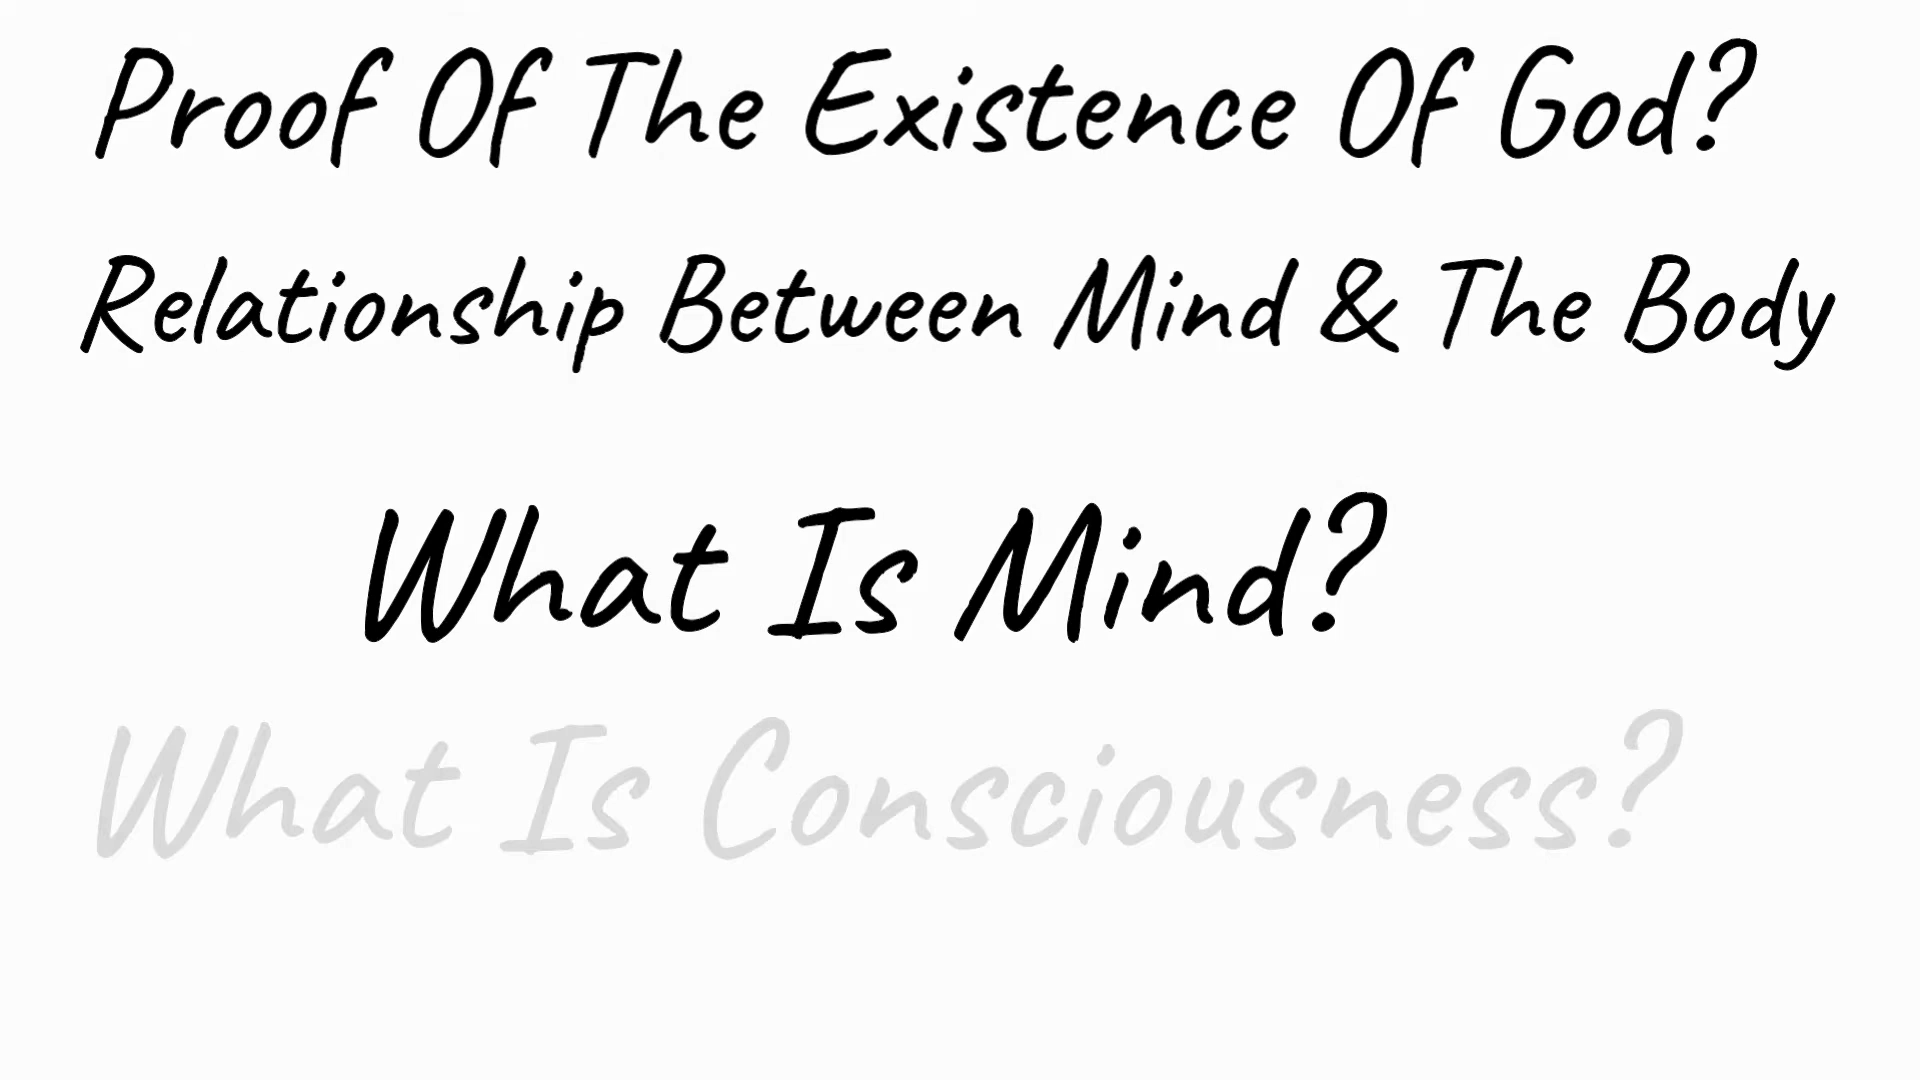 Proof Of The Existence Of God?
Relationship Between Mind & The Body
What Is Mind?
What Is Consciousness?